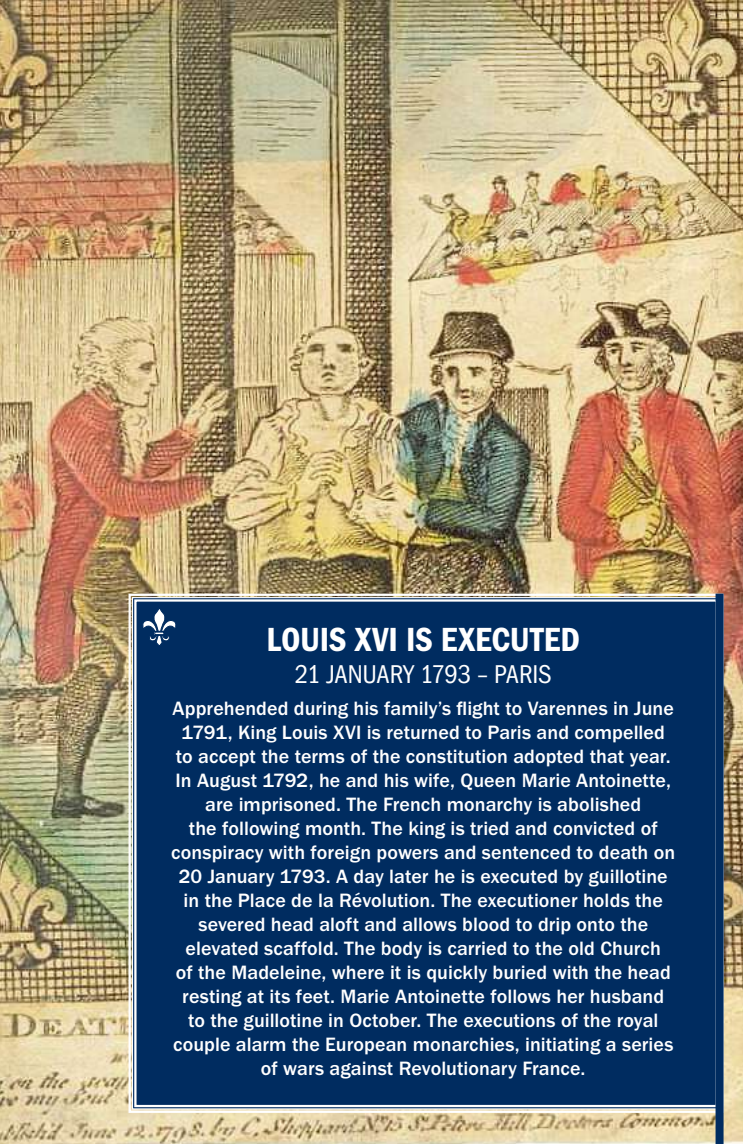 LOUIS XVI IS EXECUTED
21 JANUARY 1793 – PARIS
Apprehended during his family’s flight to Varennes in June
1791, King Louis XVI is returned to Paris and compelled
to accept the terms of the constitution adopted that year.
In August 1792, he and his wife, Queen Marie Antoinette,
are imprisoned. The French monarchy is abolished
the following month. The king is tried and convicted of
conspiracy with foreign powers and sentenced to death on
20 January 1793. A day later he is executed by guillotine
in the Place de la Révolution. The executioner holds the
severed head aloft and allows blood to drip onto the
elevated scaffold. The body is carried to the old Church
of the Madeleine, where it is quickly buried with the head
resting at its feet. Marie Antoinette follows her husband
to the guillotine in October. The executions of the royal
couple alarm the European monarchies, initiating a series
of wars against Revolutionary France.
DEATH
on the
my Soul
June 12. 1798. by C. Sheppard Nº 15 St Peters Hill Doctors Commons